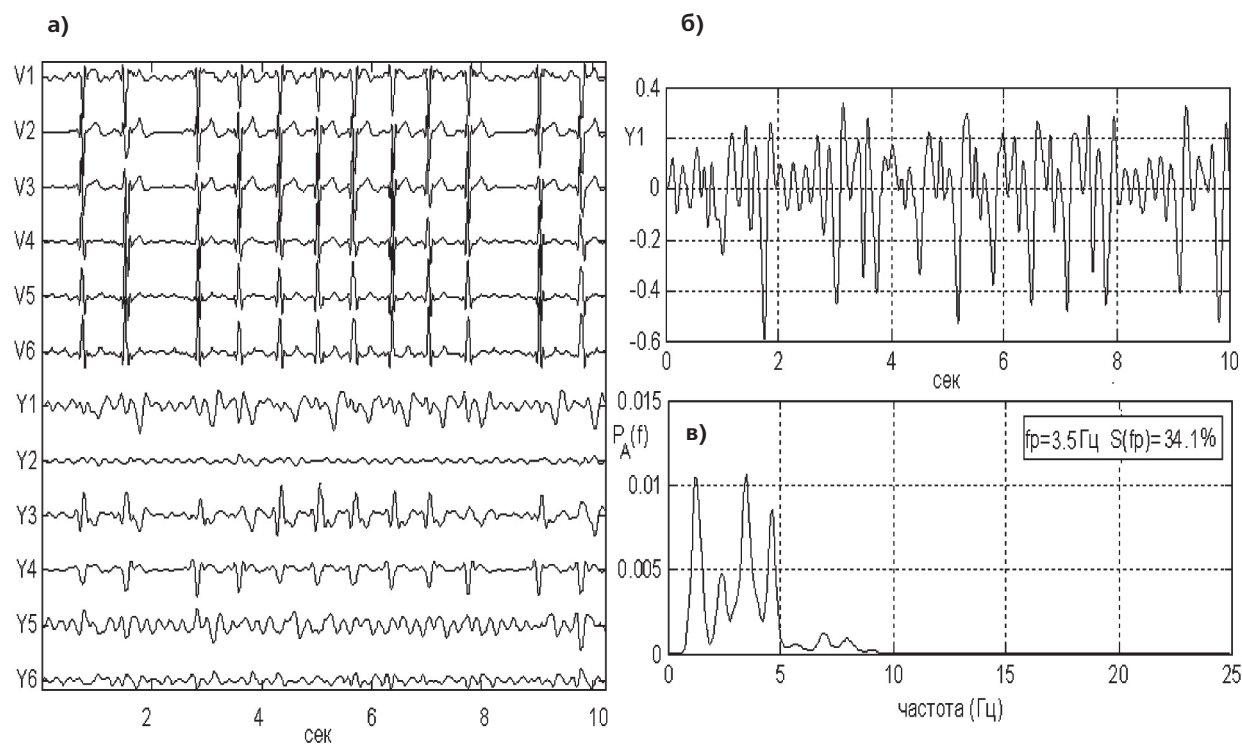 а)
V1
V2
V3
V4
V5
V6
Y1
Y2
Y3
Y4
Y5
Y6
2 4 6 8 10
сек
б)
0.4
Y1
0.2
0
-0.2
-0.4
-0.6
0 2 4 6 8 10
сек
в)
0.015
P_A(f)
0.01
0.005
0
fp=3.5 Гц S(fp)=34.1%
0 5 10 15 20 25
частота (Гц)